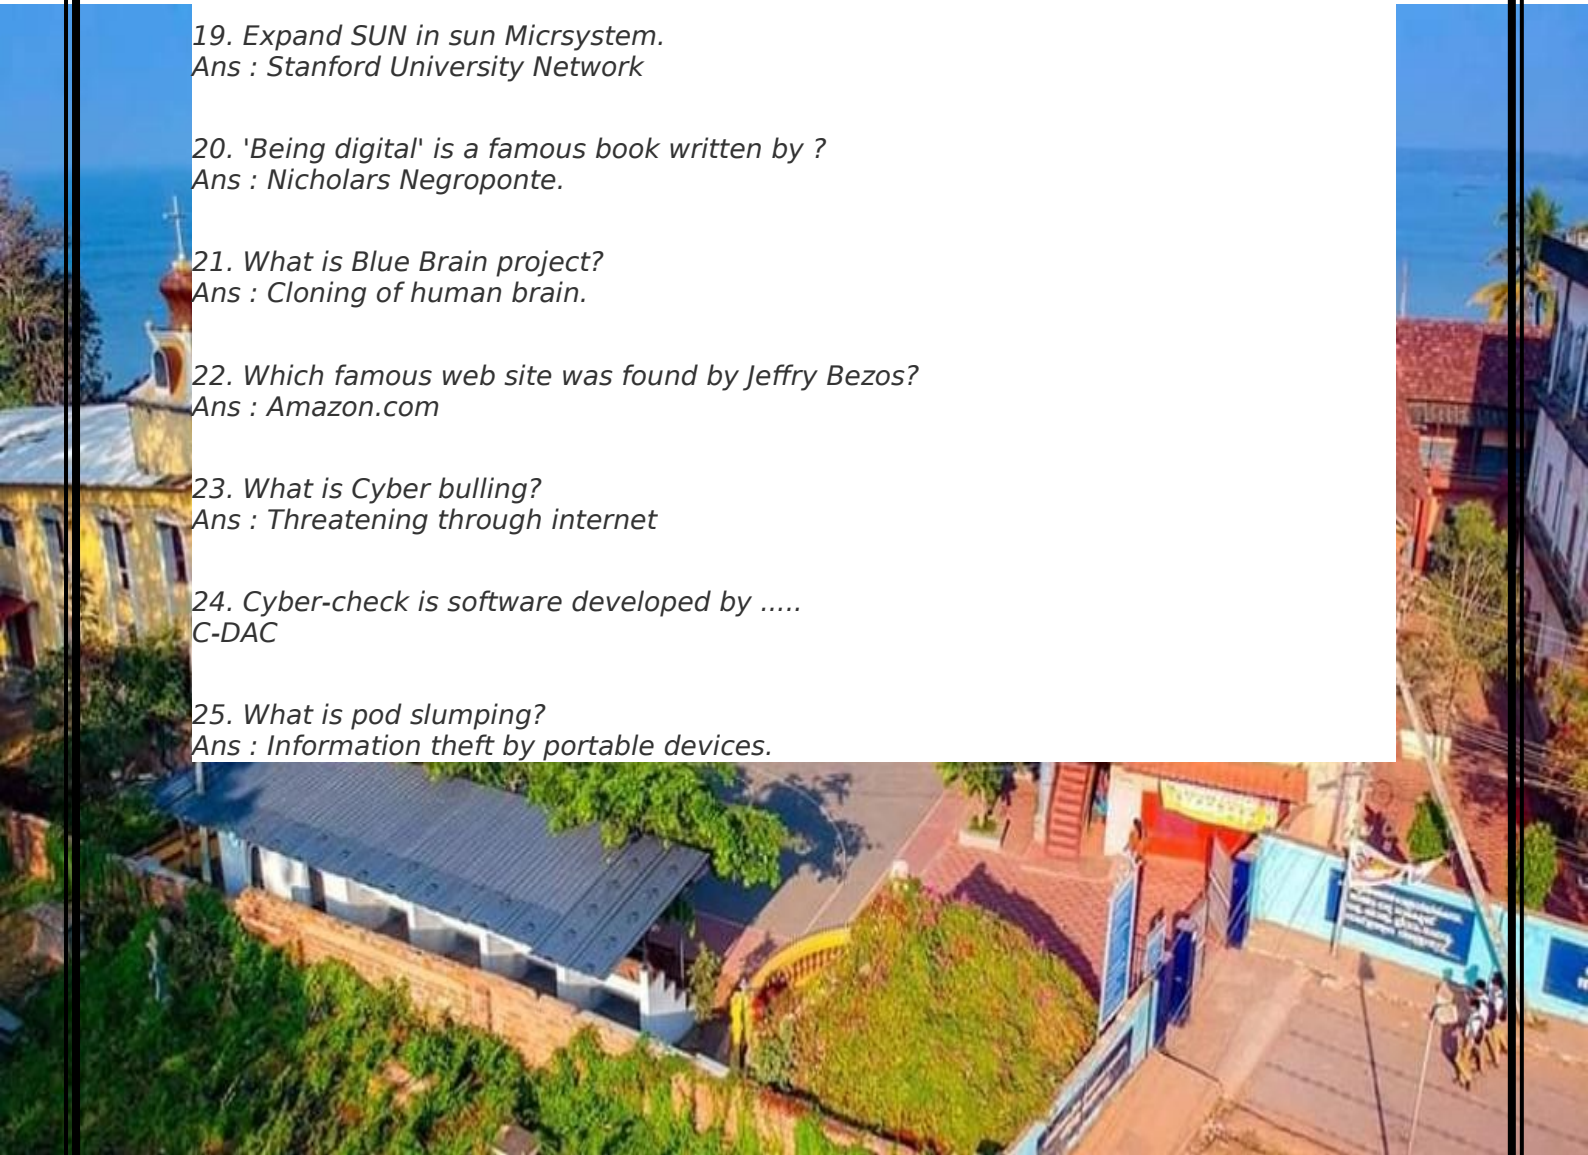 19. Expand SUN in sun Micrsystem.
Ans : Stanford University Network
20. 'Being digital' is a famous book written by ?
Ans : Nicholars Negroponte.
21. What is Blue Brain project?
Ans : Cloning of human brain.
22. Which famous web site was found by Jeffry Bezos?
Ans : Amazon.com
23. What is Cyber bulling?
Ans : Threatening through internet
24. Cyber-check is software developed by .....
C-DAC
25. What is pod slumping?
Ans : Information theft by portable devices.